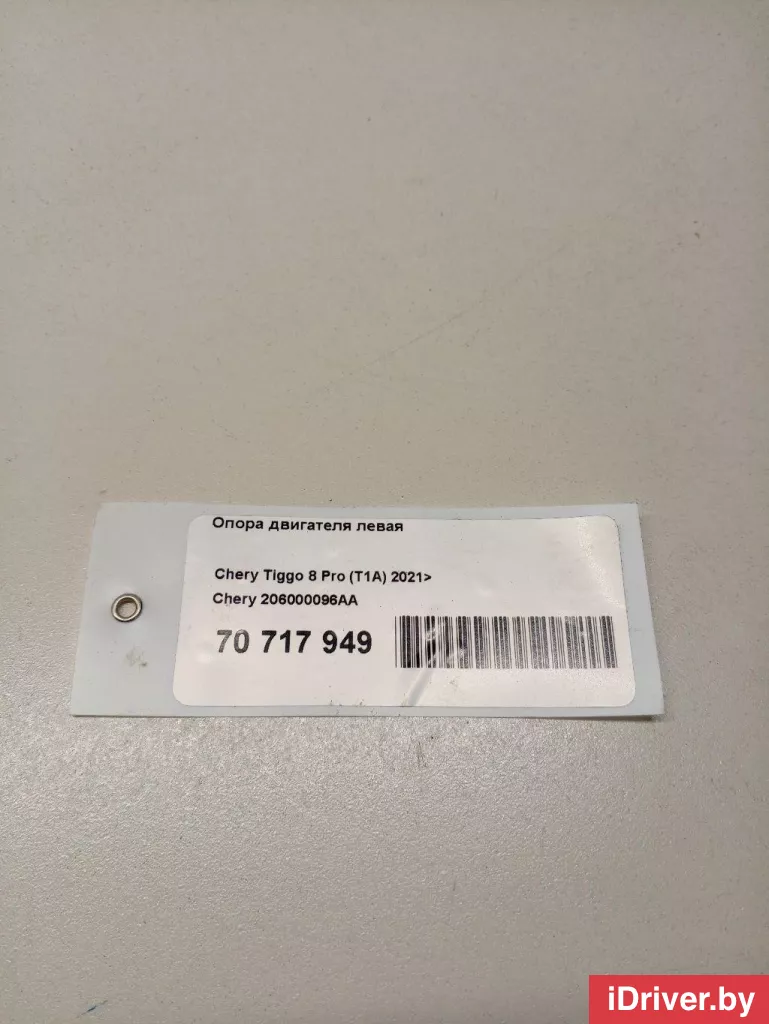 Опора двигателя левая
Chery Tiggo 8 Pro (T1A) 2021>
Chery 206000096AA
70 717 949
iDriver.by